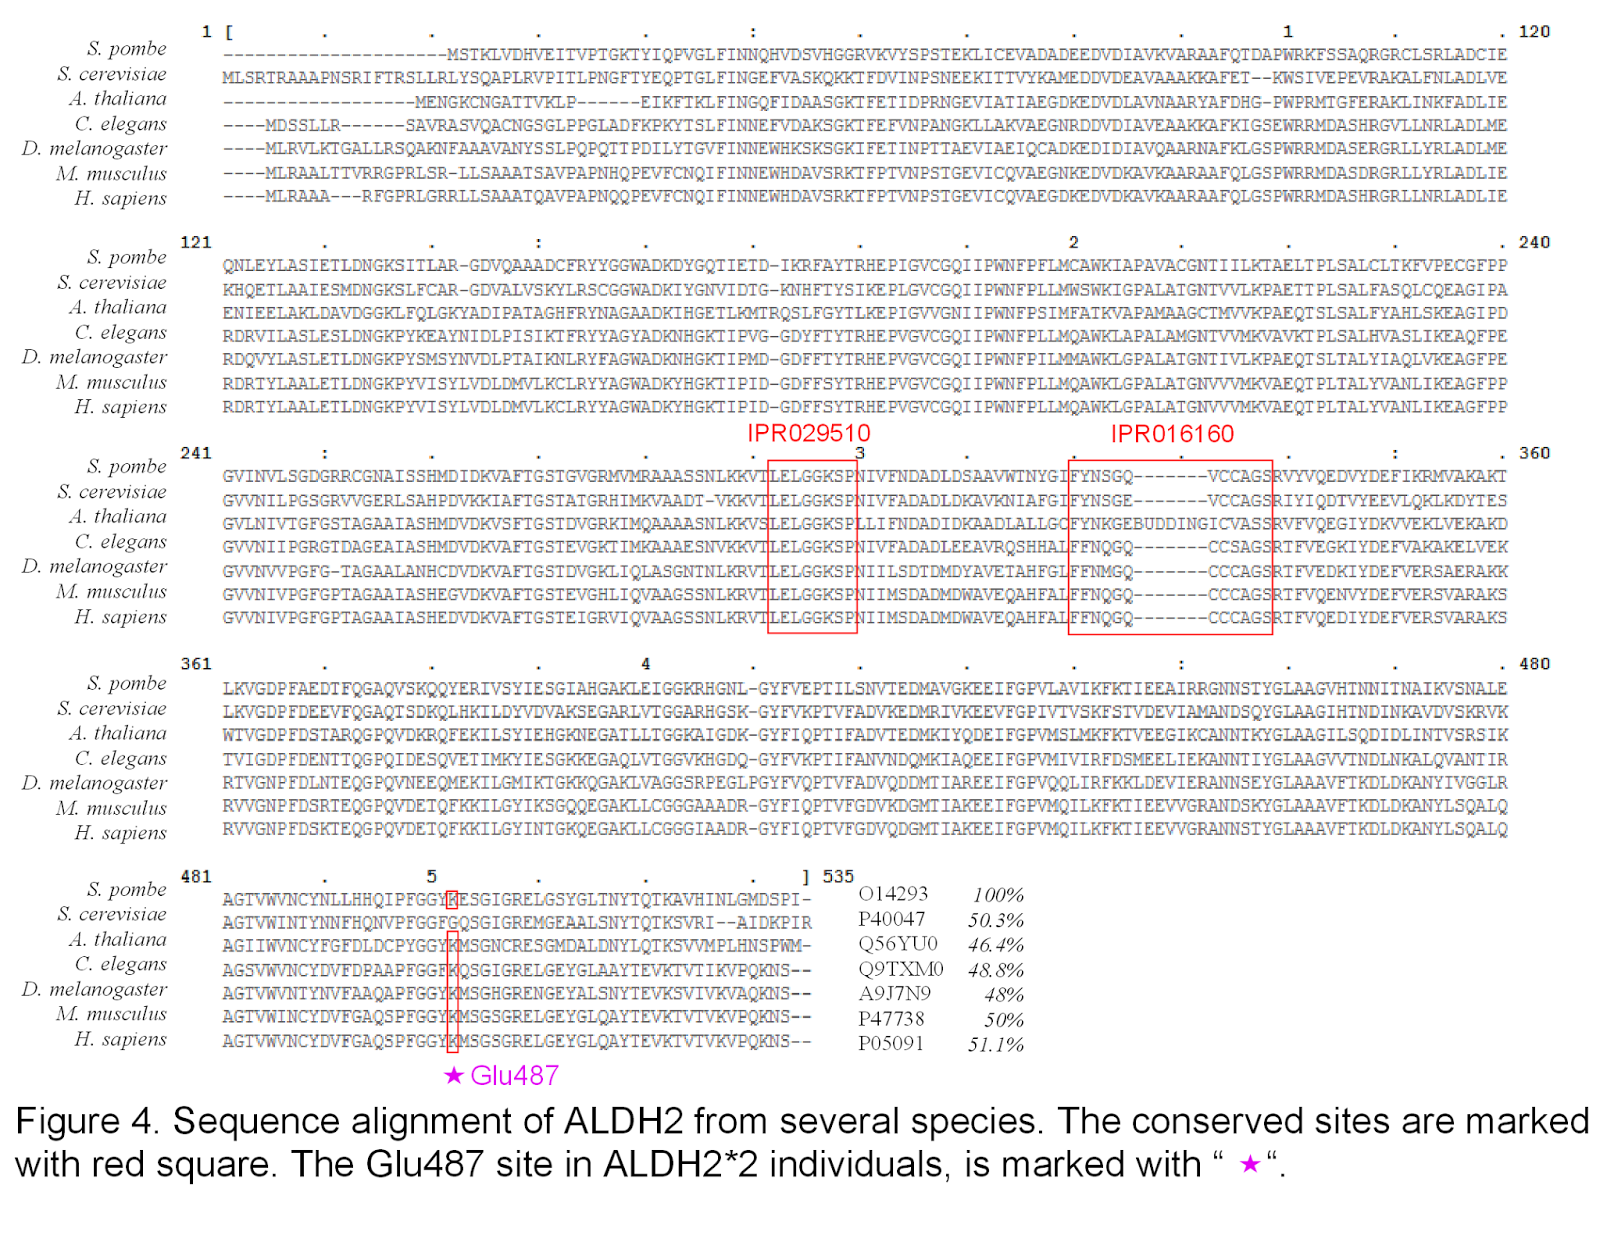 1 [ . . . . : . . . . 1 . . 120
S. pombe ---------------------MSTKLVDHVEITVPTGKTYIQPVGLFINNQHVDSVHGGRVKVYSPSTEKLICEVADADEEDVDIAVKVARAAFQTDAPWRKFSSAQRGRCLSRLADCIE
S. cerevisiae MLSRTRAAAPNSRIFTRSLLRLYSQAPLRVPITLPNGFTYEQPTGLFINGEFVASKQKKTFDVINPSNEEKITTVYKAMEDDVDEAVAAAKKAFET--KWSIVEPEVRAKALFNLADLVE
A. thaliana ------------------MENGKCNGATTVKLP------EIKFTKLFINGQFIDAASGKTFETIDPRNGEVIATIAEGDKEDVDLAVNAARYAFDHG-PWPRMTGFERAKLINKFADLIE
C. elegans ----MDSSLLR------SAVRASVQACNGSGLPPGLADFKPKYTSLFINNEFVDAKSGKTFEFVNPANGKLLAKVAEGNRDDVDIAVEAAKKAFKIGSEWRRMDASHRGVLLNRLADLME
D. melanogaster ----MLRVLKTGALLRSQAKNFAAAVANYSSLPQPQTTPDILYTGVFINNEWHKSKSGKIFETINPTTAEVIAEIQCADKEDIDIAVQAARNAFKLGSPWRRMDASERGRLLYRLADLME
M. musculus ----MLRAALTTVRRGPRLSR-LLSAAATSAVPAPNHQPEVFCNQIFINNEWHDAVSRKTFPTVNPSTGEVICQVAEGNKEDVDKAVKAARAAFQLGSPWRRMDASDRGRLLYRLADLIE
H. sapiens ----MLRAAA---RFGPRLGRRLLSAAATQAVPAPNQQPEVFCNQIFINNEWHDAVSRKTFPTVNPSTGEVICQVAEGDKEDVDKAVKAARAAFQLGSPWRRMDASHRGRLLNRLADLIE
121 . . : . . . . 2 . . . . 240
S. pombe QNLEYLASIETLDNGKSITLAR-GDVQAAADCFRYYGGWADKDYGQTIETD-IKRFAYTRHEPIGVCGQIIPWNFPFLMCAWKIAPAVACGNTIILKTAELTPLSALCLTKFVPECGFPP
S. cerevisiae KHQETLAAIESMDNGKSLFCAR-GDVALVSKYLRSCGGWADKIYGNVIDTG-KNHFTYSIKEPLGVCGQIIPWNFPLLMWSWKIGPALATGNTVVLKPAETTPLSALFASQLCQEAGIPA
A. thaliana ENIEELAKLDAVDGGKLFQLGKYADIPATAGHFRYNAGAADKIHGETLKMTRQSLFGYTLKEPIGVVGNIIPWNFPSIMFATKVAPAMAAGCTMVVKPAEQTSLSALFYAHLSKEAGIPD
C. elegans RDRVILASLESLDNGKPYKEAYNIDLPISIKTFRYYAGYADKNHGKTIPVG-GDYFTYTRHEPVGVCGQIIPWNFPLLMQAWKLAPALAMGNTVVMKVAVKTPLSALHVASLIKEAQFPE
D. melanogaster RDQVYLASLETLDNGKPYSMSYNVDLPTAIKNLRYFAGWADKNHGKTIPMD-GDFFTYTRHEPVGVCGQIIPWNFPILMMAWKLGPALATGNTIVLKPAEQTSLTALYIAQLVKEAGFPE
M. musculus RDRTYLAALETLDNGKPYVISYLVDLDMVLKCLRYYAGWADKYHGKTIPID-GDFFSYTRHEPVGVCGQIIPWNFPLLMQAWKLGPALATGNVVVMKVAEQTPLTALYVANLIKEAGFPP
H. sapiens RDRTYLAALETLDNGKPYVISYLVDLDMVLKCLRYYAGWADKYHGKTIPID-GDFFSYTRHEPVGVCGQIIPWNFPLLMQAWKLGPALATGNVVVMKVAEQTPLTALYVANLIKEAGFPP
IPR029510 IPR016160
241 . : . . . . 3 . . . . : . 360
S. pombe GVINVLSGDGRRCGNAISSHMDIDKVAFTGSTGVGRMVMRAAASSNLKKVTLELGGKSPNIVFNDADLDSAAVWTNYGIFYNSGQ-------VCCAGSRVYVQEDVYDEFIKRMVAKAKT
S. cerevisiae GVVNILPGSGRVVGERLSAHPDVKKIAFTGSTATGRHIMKVAADT-VKKVTLELGGKSPNIVFADADLDKAVKNIAFGIFYNSGE-------VCCAGSRIYIQDTVYEEVLQKLKDYTES
A. thaliana GVLNIVTGFGSTAGAAIASHMDVDKVSFTGSTDVGRKIMQAAAASNLKKVSLELGGKSPLLIFNDADIDKAADLALLGCFYNKGEBUDDINGICVASSRVFVQEGIYDKVVEKLVEKAKD
C. elegans GVVNIIPGRGTDAGEAIASHMDVDKVAFTGSTEVGKTIMKAAAESNVKKVTLELGGKSPNIVFADADLEEAVRQSHHALFFNQGQ-------CCSAGSRTFVEGKIYDEFVAKAKELVEK
D. melanogaster GVVNVVPGFG-TAGAALANHCDVDKVAFTGSTDVGKLIQLASGNTNLKRVTLELGGKSPNIILSDTDMDYAVETAHFGLFFNMGQ-------CCCAGSRTFVEDKIYDEFVERSAERAKK
M. musculus GVVNIVPGFGPTAGAAIASHEGVDKVAFTGSTEVGHLIQVAAGSSNLKRVTLELGGKSPNIIMSDADMDWAVEQAHFALFFNQGQ-------CCCAGSRTFVQENVYDEFVERSVARAKS
H. sapiens GVVNIVPGFGPTAGAAIASHEDVDKVAFTGSTEIGRVIQVAAGSSNLKRVTLELGGKSPNIIMSDADMDWAVEQAHFALFFNQGQ-------CCCAGSRTFVQEDIYDEFVERSVARAKS
361 . . . 4 . . . . : . . . 480
S. pombe LKVGDPFAEDTFQGAQVSKQQYERIVSYIESGIAHGAKLEIGGKRHGNL-GYFVEPTILSNVTEDMAVGKEEIFGPVLAVIKFKTIEEAIRRGNNSTYGLAAGVHTNNITNAIKVSNALE
S. cerevisiae LKVGDPFDEEVFQGAQTSDKQLHKILDYVDVAKSEGARLVTGGARHGSK-GYFVKPTVFADVKEDMRIVKEEVFGPIVTVSKFSTVDEVIAMANDSQYGLAAGIHTNDINKAVDVSKRVK
A. thaliana WTVGDPFDSTARQGPQVDKRQFEKILSYIEHGKNEGATLLTGGKAIGDK-GYFIQPTIFADVTEDMKIYQDEIFGPVMSLMKFKTVEEGIKCANNTKYGLAAGILSQDIDLINTVSRSIK
C. elegans TVIGDPFDENTTQGPQIDESQVETIMKYIESGKKEGAQLVTGGVKHGDQ-GYFVKPTIFANVNDQMKIAQEEIFGPVMIVIRFDSMEELIEKANNTIYGLAAGVVTNDLNKALQVANTIR
D. melanogaster RTVGNPFDLNTEQGPQVNEEQMEKILGMIKTGKKQGAKLVAGGSRPEGLPGYFVQPTVFADVQDDMTIAREEIFGPVQQLIRFKKLDEVIERANNSEYGLAAAVFTKDLDKANYIVGGLR
M. musculus RVVGNPFDSRTEQGPQVDETQFKKILGYIKSGQQEGAKLLCGGGAAADR-GYFIQPTVFGDVKDGMTIAKEEIFGPVMQILKFKTIEEVVGRANDSKYGLAAAVFTKDLDKANYLSQALQ
H. sapiens RVVGNPFDSKTEQGPQVDETQFKKILGYINTGKQEGAKLLCGGGIAADR-GYFIQPTVFGDVQDGMTIAKEEIFGPVMQILKFKTIEEVVGRANNSTYGLAAAVFTKDLDKANYLSQALQ
481 . 5 . . . ] 535
S. pombe AGTVWVNCYNLLHHQIPFGGYKESGIGRELGSYGLTNYTQTKAVHINLGMDSPI- O14293 100%
S. cerevisiae AGTVWINTYNNFHQNVPFGGFGQSGIGREMGEAALSNYTQTKSVRI--AIDKPIR P40047 50.3%
A. thaliana AGIIWVNCYFGFDLDCPYGGYKMSGNCRESGMDALDNYLQTKSVVMPLHNSPWM- Q56YU0 46.4%
C. elegans AGSVWVNCYDVFDPAAPFGGFKQSGIGRELGEYGLAAYTEVKTVTIKVPQKNS-- Q9TXM0 48.8%
D. melanogaster AGTVWVNTYNVFAAQAPFGGYKMSGHGRENGEYALSNYTEVKSVIVKVAQKNS-- A9J7N9 48%
M. musculus AGTVWINCYDVFGAQSPFGGYKMSGSGRELGEYGLQAYTEVKTVTVKVPQKNS-- P47738 50%
H. sapiens AGTVWVNCYDVFGAQSPFGGYKMSGSGRELGEYGLQAYTEVKTVTVKVPQKNS-- P05091 51.1%
★ Glu487
Figure 4. Sequence alignment of ALDH2 from several species. The conserved sites are marked
with red square. The Glu487 site in ALDH2*2 individuals, is marked with “ ★“.